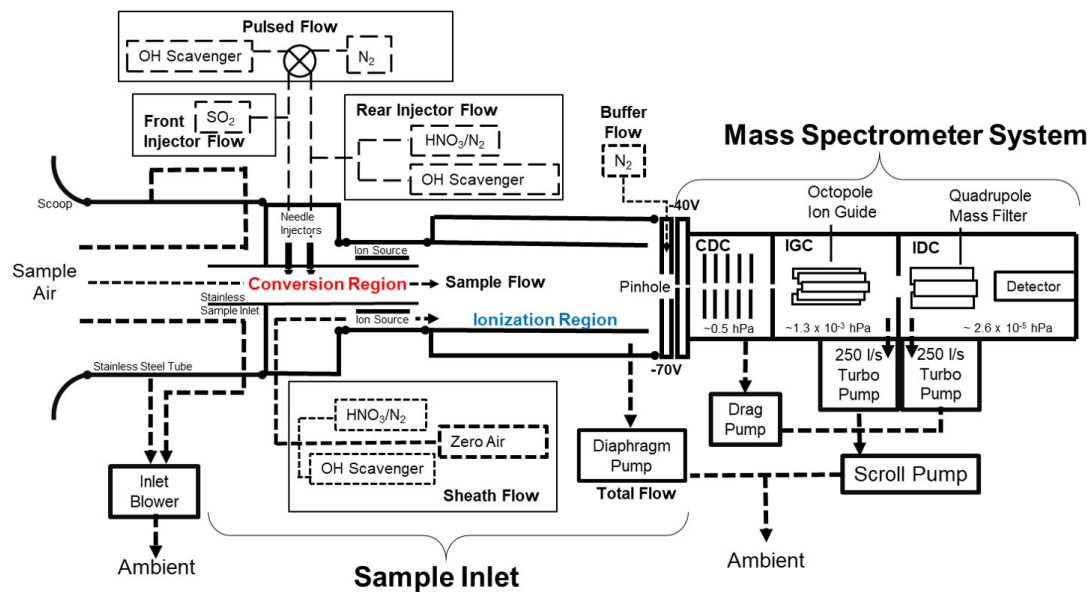 Pulsed Flow
OH Scavenger
N2
Front
Injector Flow
SO2
Rear Injector Flow
HNO3/N2
OH Scavenger
Buffer
Flow
N2
Mass Spectrometer System
Octopole
Ion Guide
Quadrupole
Mass Filter
Scoop
Needle
Injectors
Ion Source
-40V
CDC
IGC
IDC
Sample
Air
Conversion Region
Sample Flow
Pinhole
Detector
Stainless
Sample Inlet
Ion Source
Ionization Region
~0.5 hPa
~1.3 x 10-3 hPa
~ 2.6 x 10-5 hPa
Stainless Steel Tube
-70V
250 l/s
Turbo
Pump
250 l/s
Turbo
Pump
HNO3/N2
Zero Air
OH Scavenger
Sheath Flow
Drag
Pump
Diaphragm
Pump
Total Flow
Scroll Pump
Inlet
Blower
Ambient
Sample Inlet
Ambient